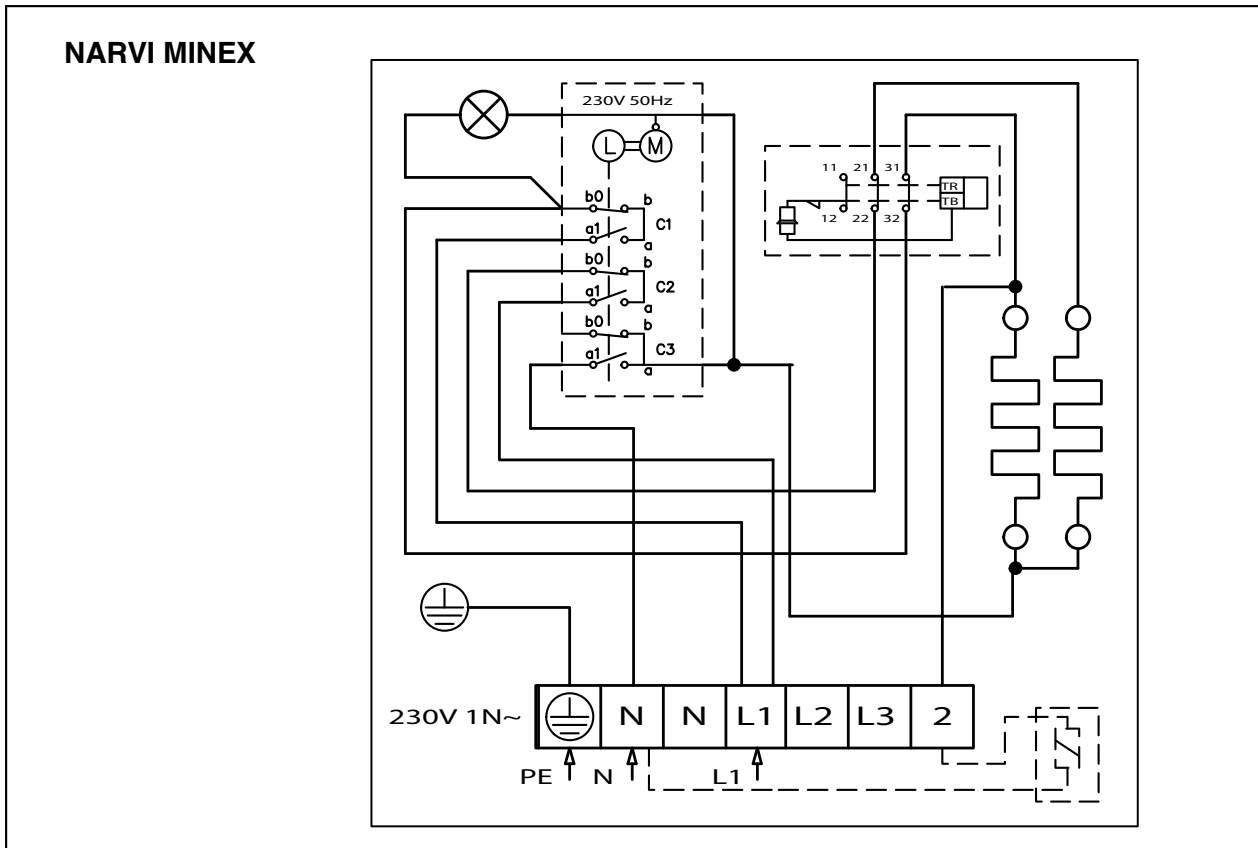 NARVI MINEX
230V 50Hz
L M
b0 b
C1
a1 a
b0 b
C2
a1 a
b0 b
C3
a1 a
11 21 31
TR
TB
12 22 32
230V 1N~ N N L1 L2 L3 2
PE N L1